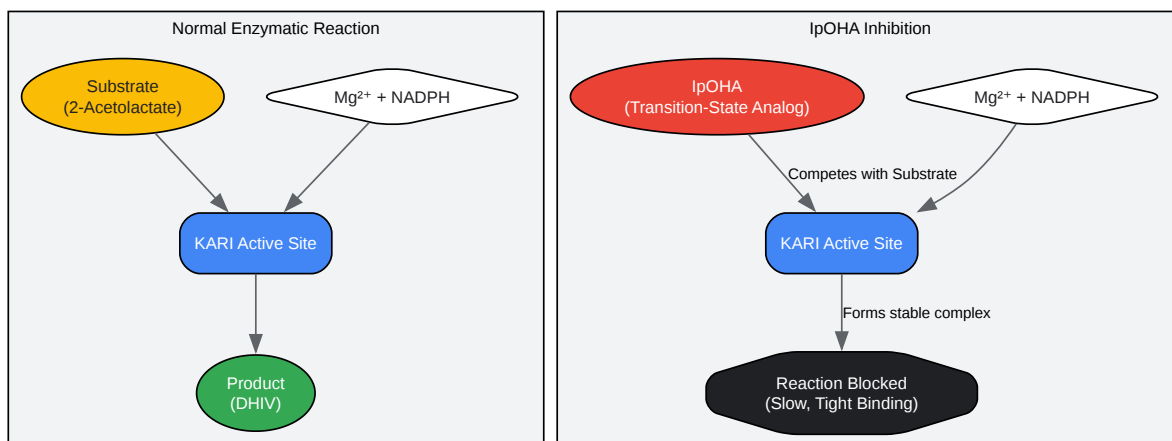 Normal Enzymatic Reaction
Substrate
(2-Acetolactate)
Mg²⁺ + NADPH
KARI Active Site
Product
(DHIV)
IpOHA Inhibition
IpOHA
(Transition-State Analog)
Mg²⁺ + NADPH
Competes with Substrate
KARI Active Site
Forms stable complex
Reaction Blocked
(Slow, Tight Binding)